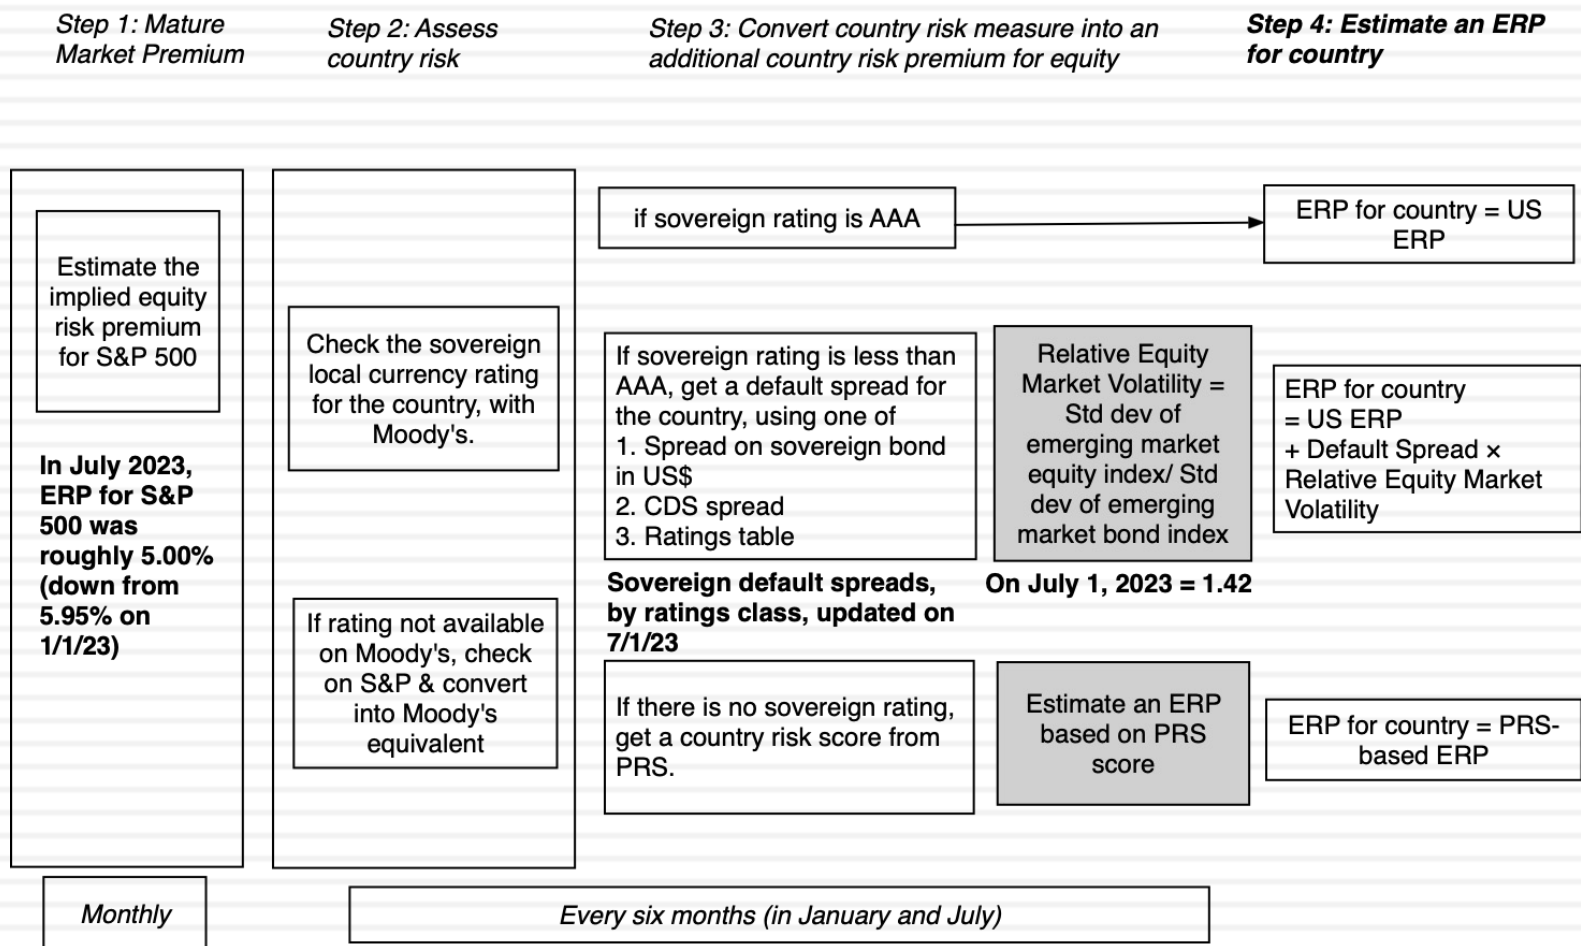 Step 1: Mature
Market Premium
Step 2: Assess
country risk
Step 3: Convert country risk measure into an
additional country risk premium for equity
Step 4: Estimate an ERP
for country
Estimate the
implied equity
risk premium
for S&P 500
In July 2023,
ERP for S&P
500 was
roughly 5.00%
(down from
5.95% on
1/1/23)
Check the sovereign
local currency rating
for the country, with
Moody's.
If rating not available
on Moody's, check
on S&P & convert
into Moody's
equivalent
if sovereign rating is AAA
ERP for country = US
ERP
If sovereign rating is less than
AAA, get a default spread for
the country, using one of
1. Spread on sovereign bond
in US$
2. CDS spread
3. Ratings table
Sovereign default spreads,
by ratings class, updated on
7/1/23
Relative Equity
Market Volatility =
Std dev of
emerging market
equity index/ Std
dev of emerging
market bond index
On July 1, 2023 = 1.42
ERP for country
= US ERP
+ Default Spread ×
Relative Equity Market
Volatility
If there is no sovereign rating,
get a country risk score from
PRS.
Estimate an ERP
based on PRS
score
ERP for country = PRS-
based ERP
Monthly
Every six months (in January and July)